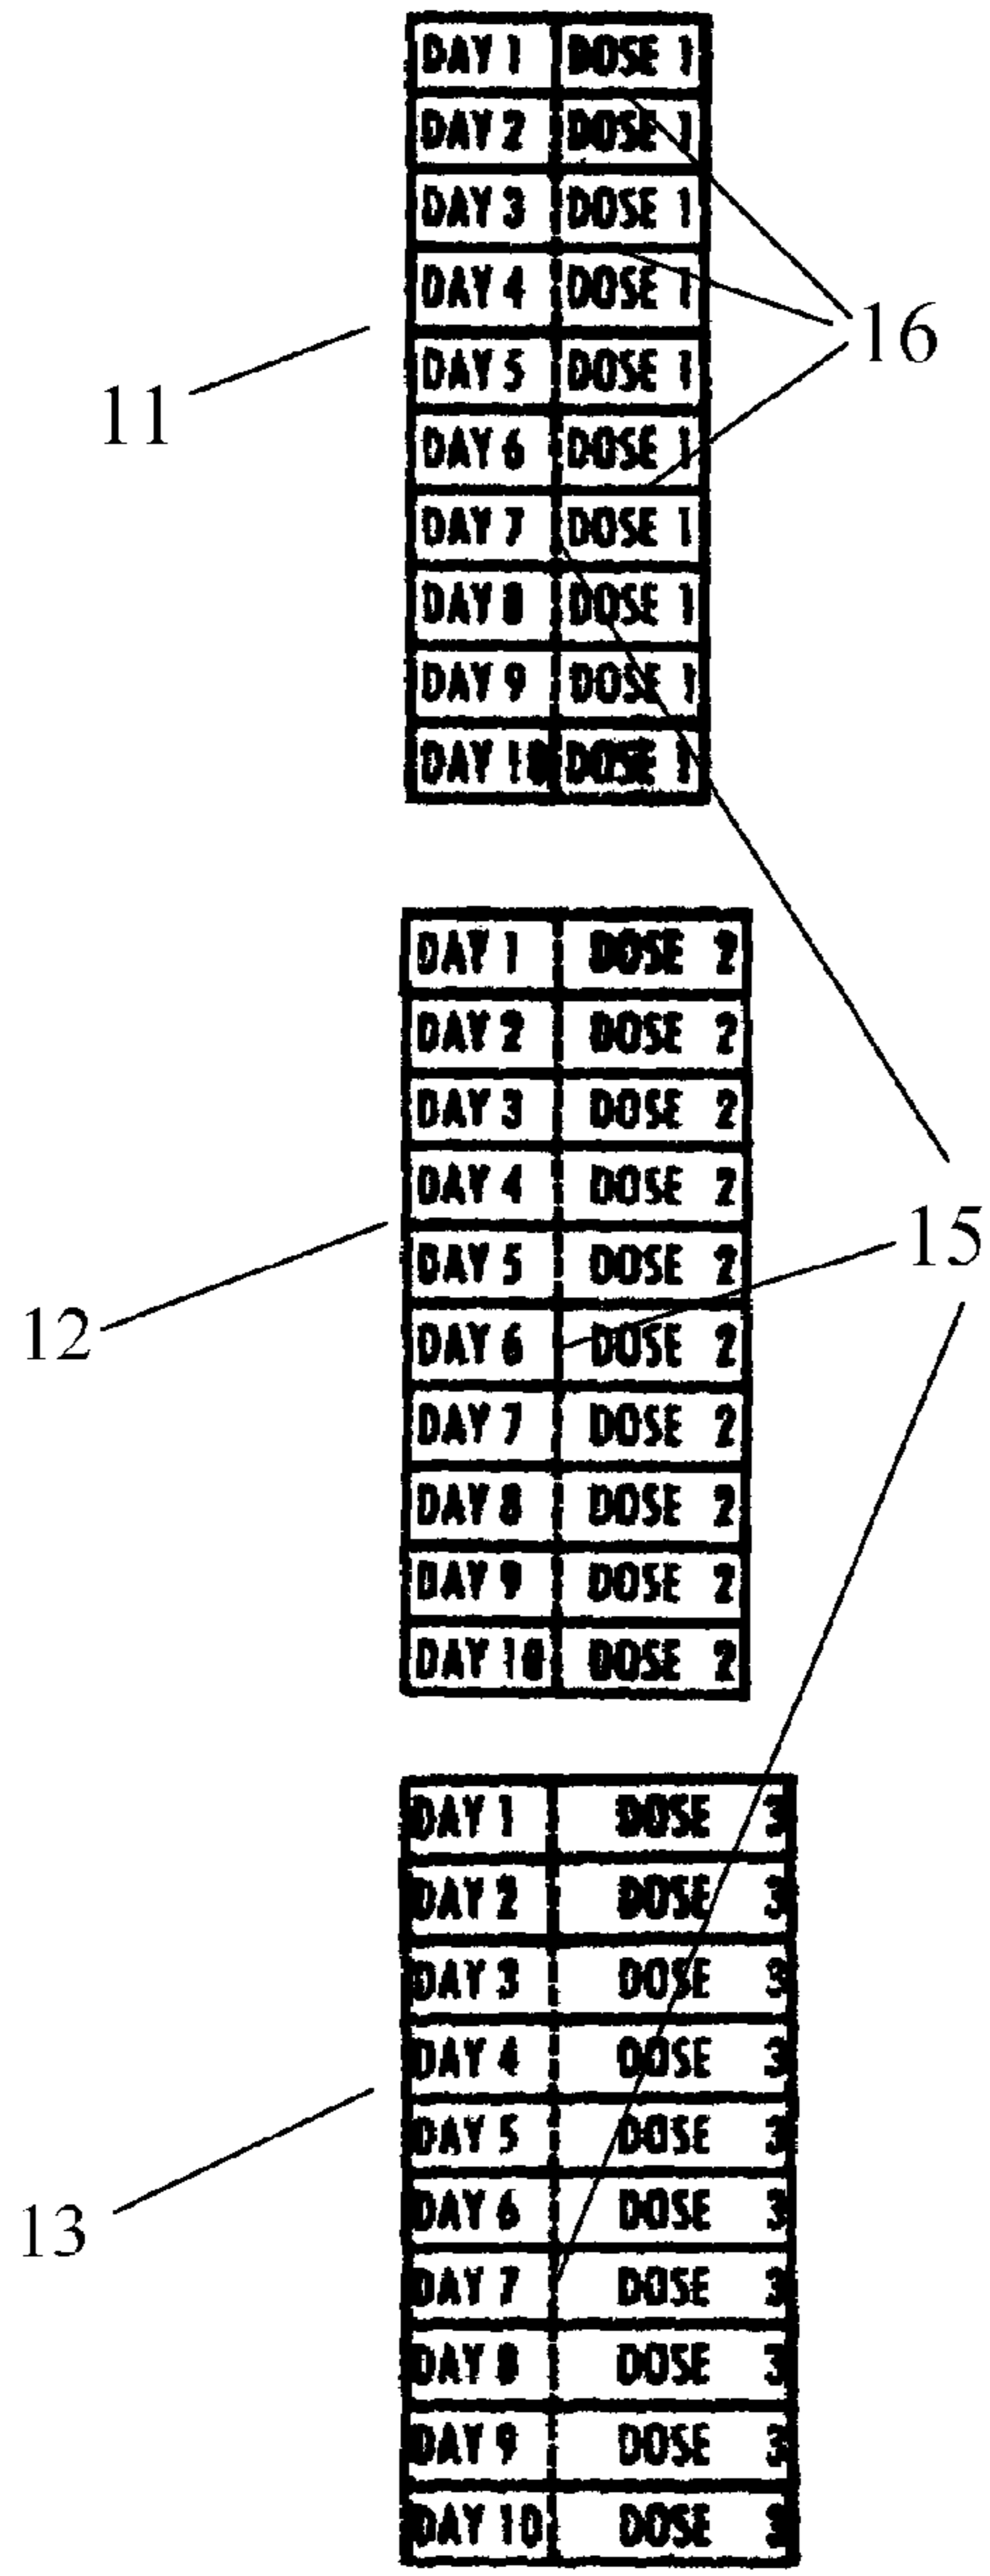 DAY 1 DOSE 1
DAY 2 DOSE 1
DAY 3 DOSE 1
DAY 4 DOSE 1
16
DAY 5 DOSE 1
11
DAY 6 DOSE 1
DAY 7 DOSE 1
DAY 8 DOSE 1
DAY 9 DOSE 1
DAY 10 DOSE 1
DAY 1 DOSE 2
DAY 2 DOSE 2
DAY 3 DOSE 2
DAY 4 DOSE 2
15
DAY 5 DOSE 2
12
DAY 6 DOSE 2
DAY 7 DOSE 2
DAY 8 DOSE 2
DAY 9 DOSE 2
DAY 10 DOSE 2
DAY 1 DOSE 3
DAY 2 DOSE 3
DAY 3 DOSE 3
DAY 4 DOSE 3
DAY 5 DOSE 3
DAY 6 DOSE 3
13
DAY 7 DOSE 3
DAY 8 DOSE 3
DAY 9 DOSE 3
DAY 10 DOSE 3